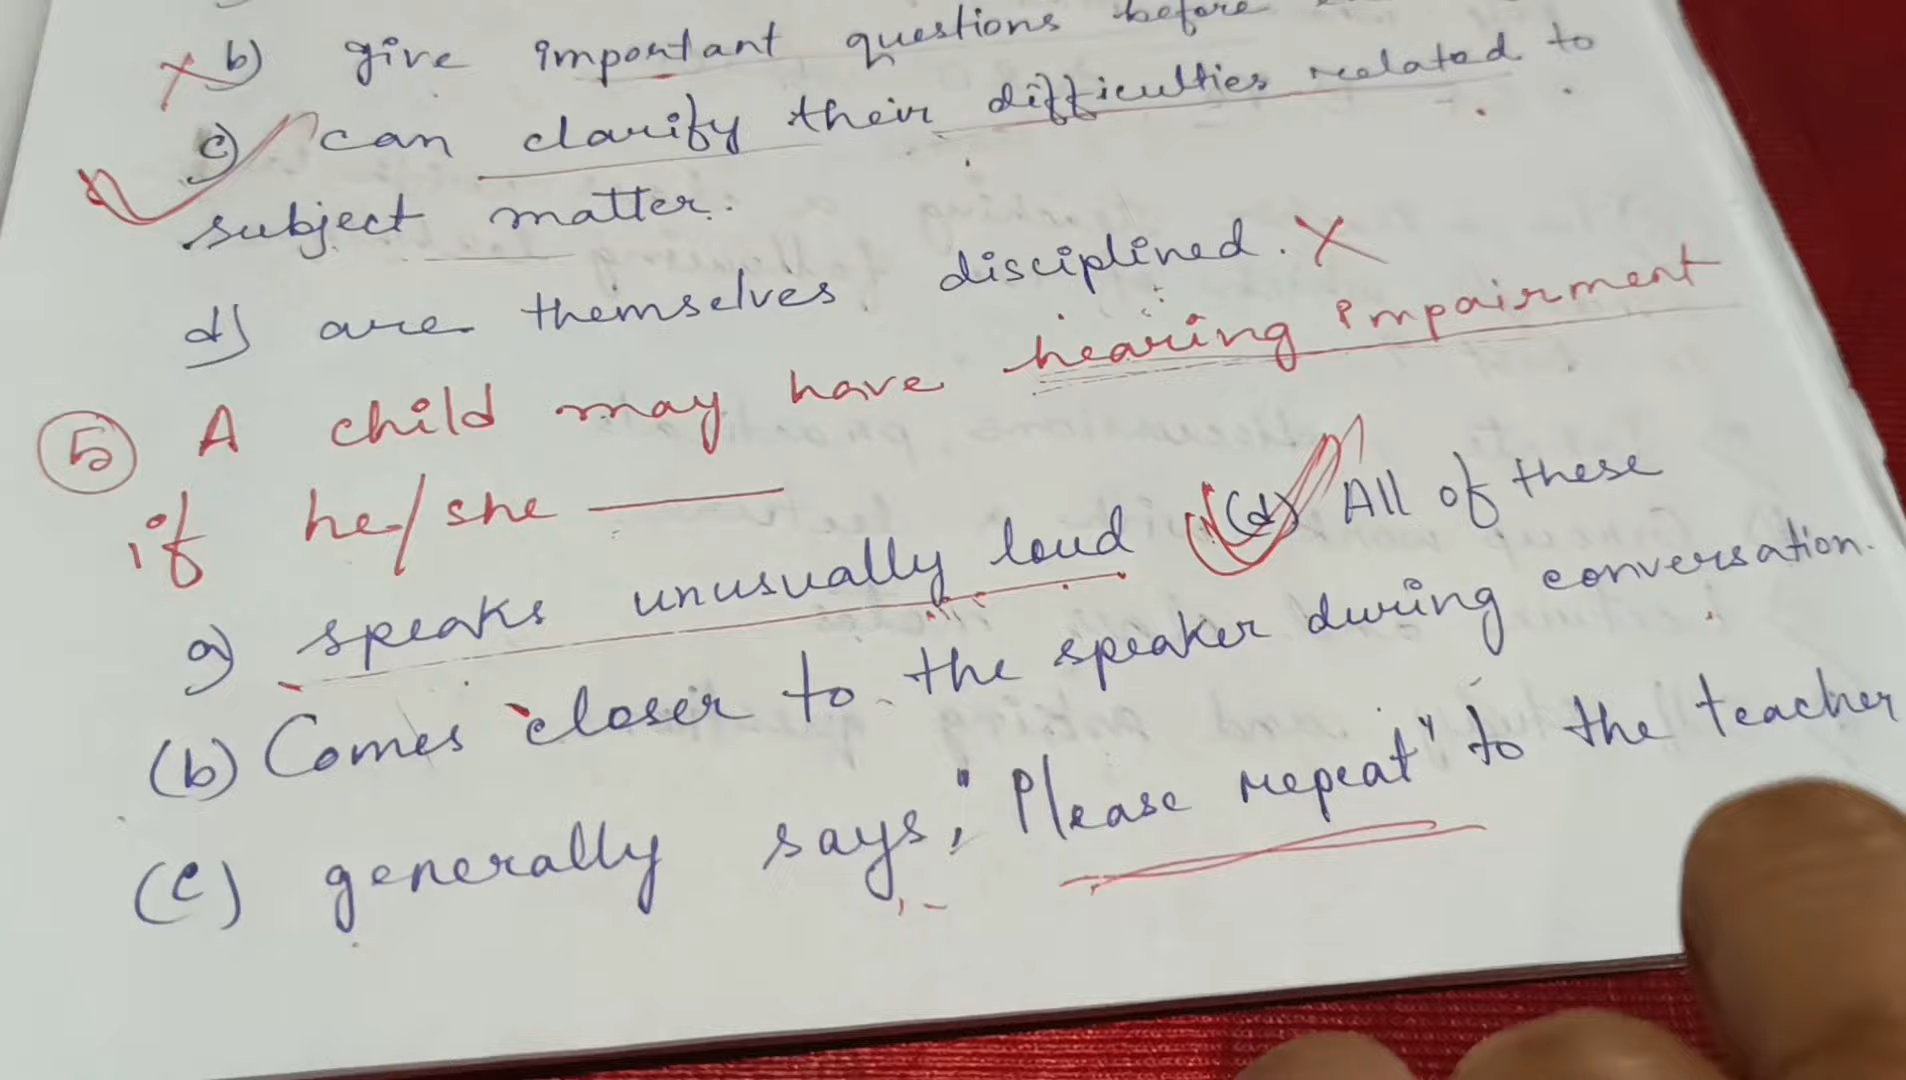 b) give important questions before
c) can clarify their difficulties related to
subject matter.
d) are themselves disciplined. X
5 A child may have hearing impairment
if he/she ———
a) speaks unusually loud (d) All of these
(b) Comes closer to the speaker during conversation.
(c) generally says, "Please repeat" to the teacher